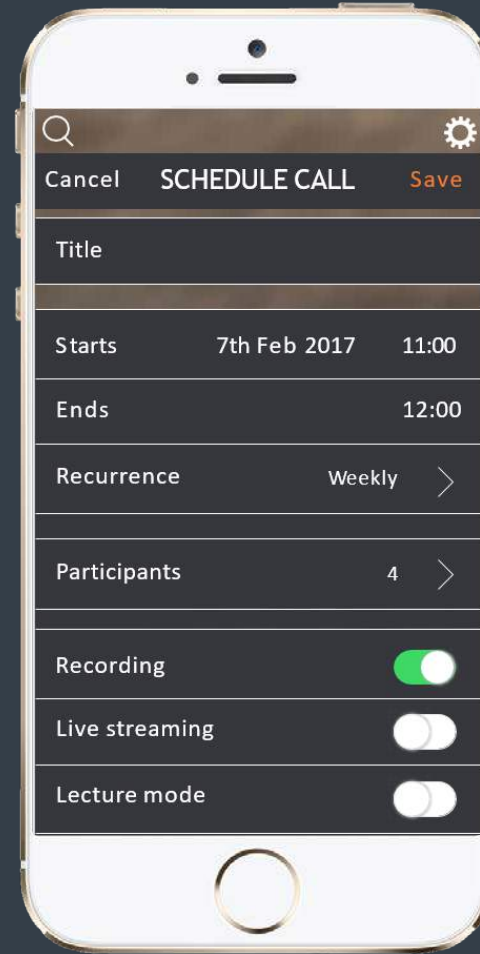 Cancel SCHEDULE CALL Save
Title
Starts 7th Feb 2017 11:00
Ends 12:00
Recurrence Weekly
Participants 4
Recording
Live streaming
Lecture mode